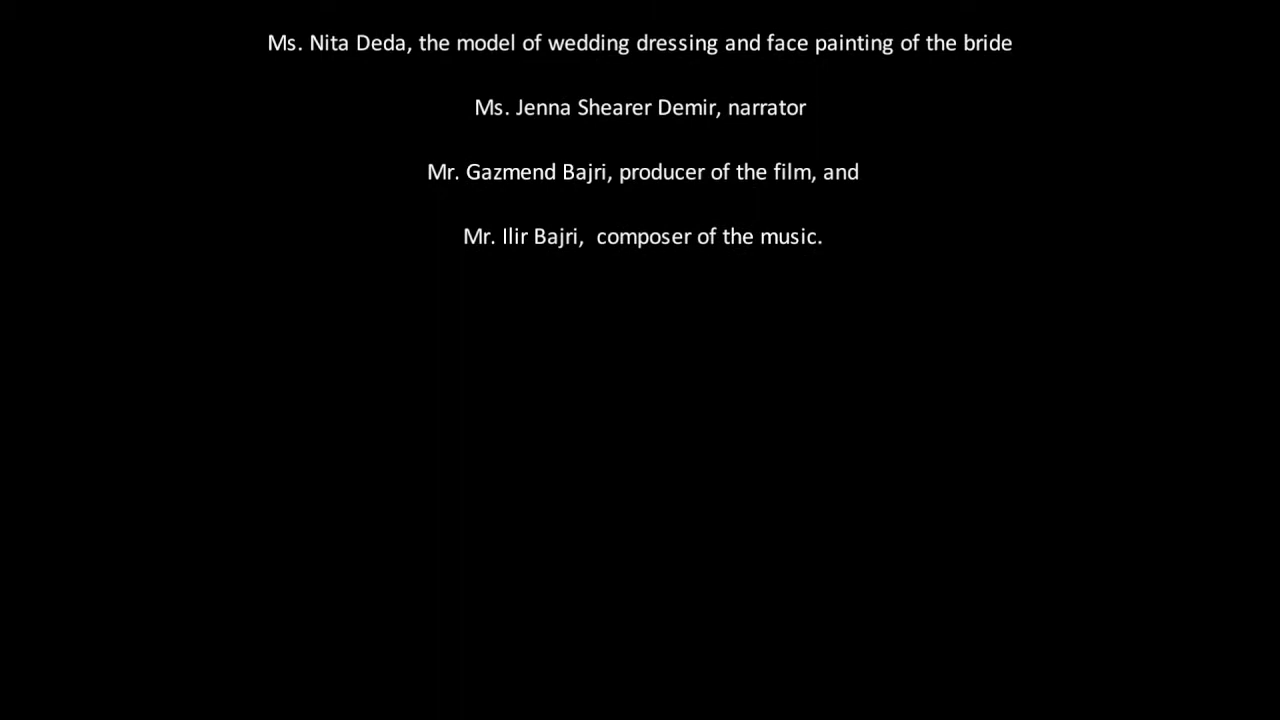 Ms. Nita Deda, the model of wedding dressing and face painting of the bride
Ms. Jenna Shearer Demir, narrator
Mr. Gazmend Bajri, producer of the film, and
Mr. Ilir Bajri,  composer of the music.